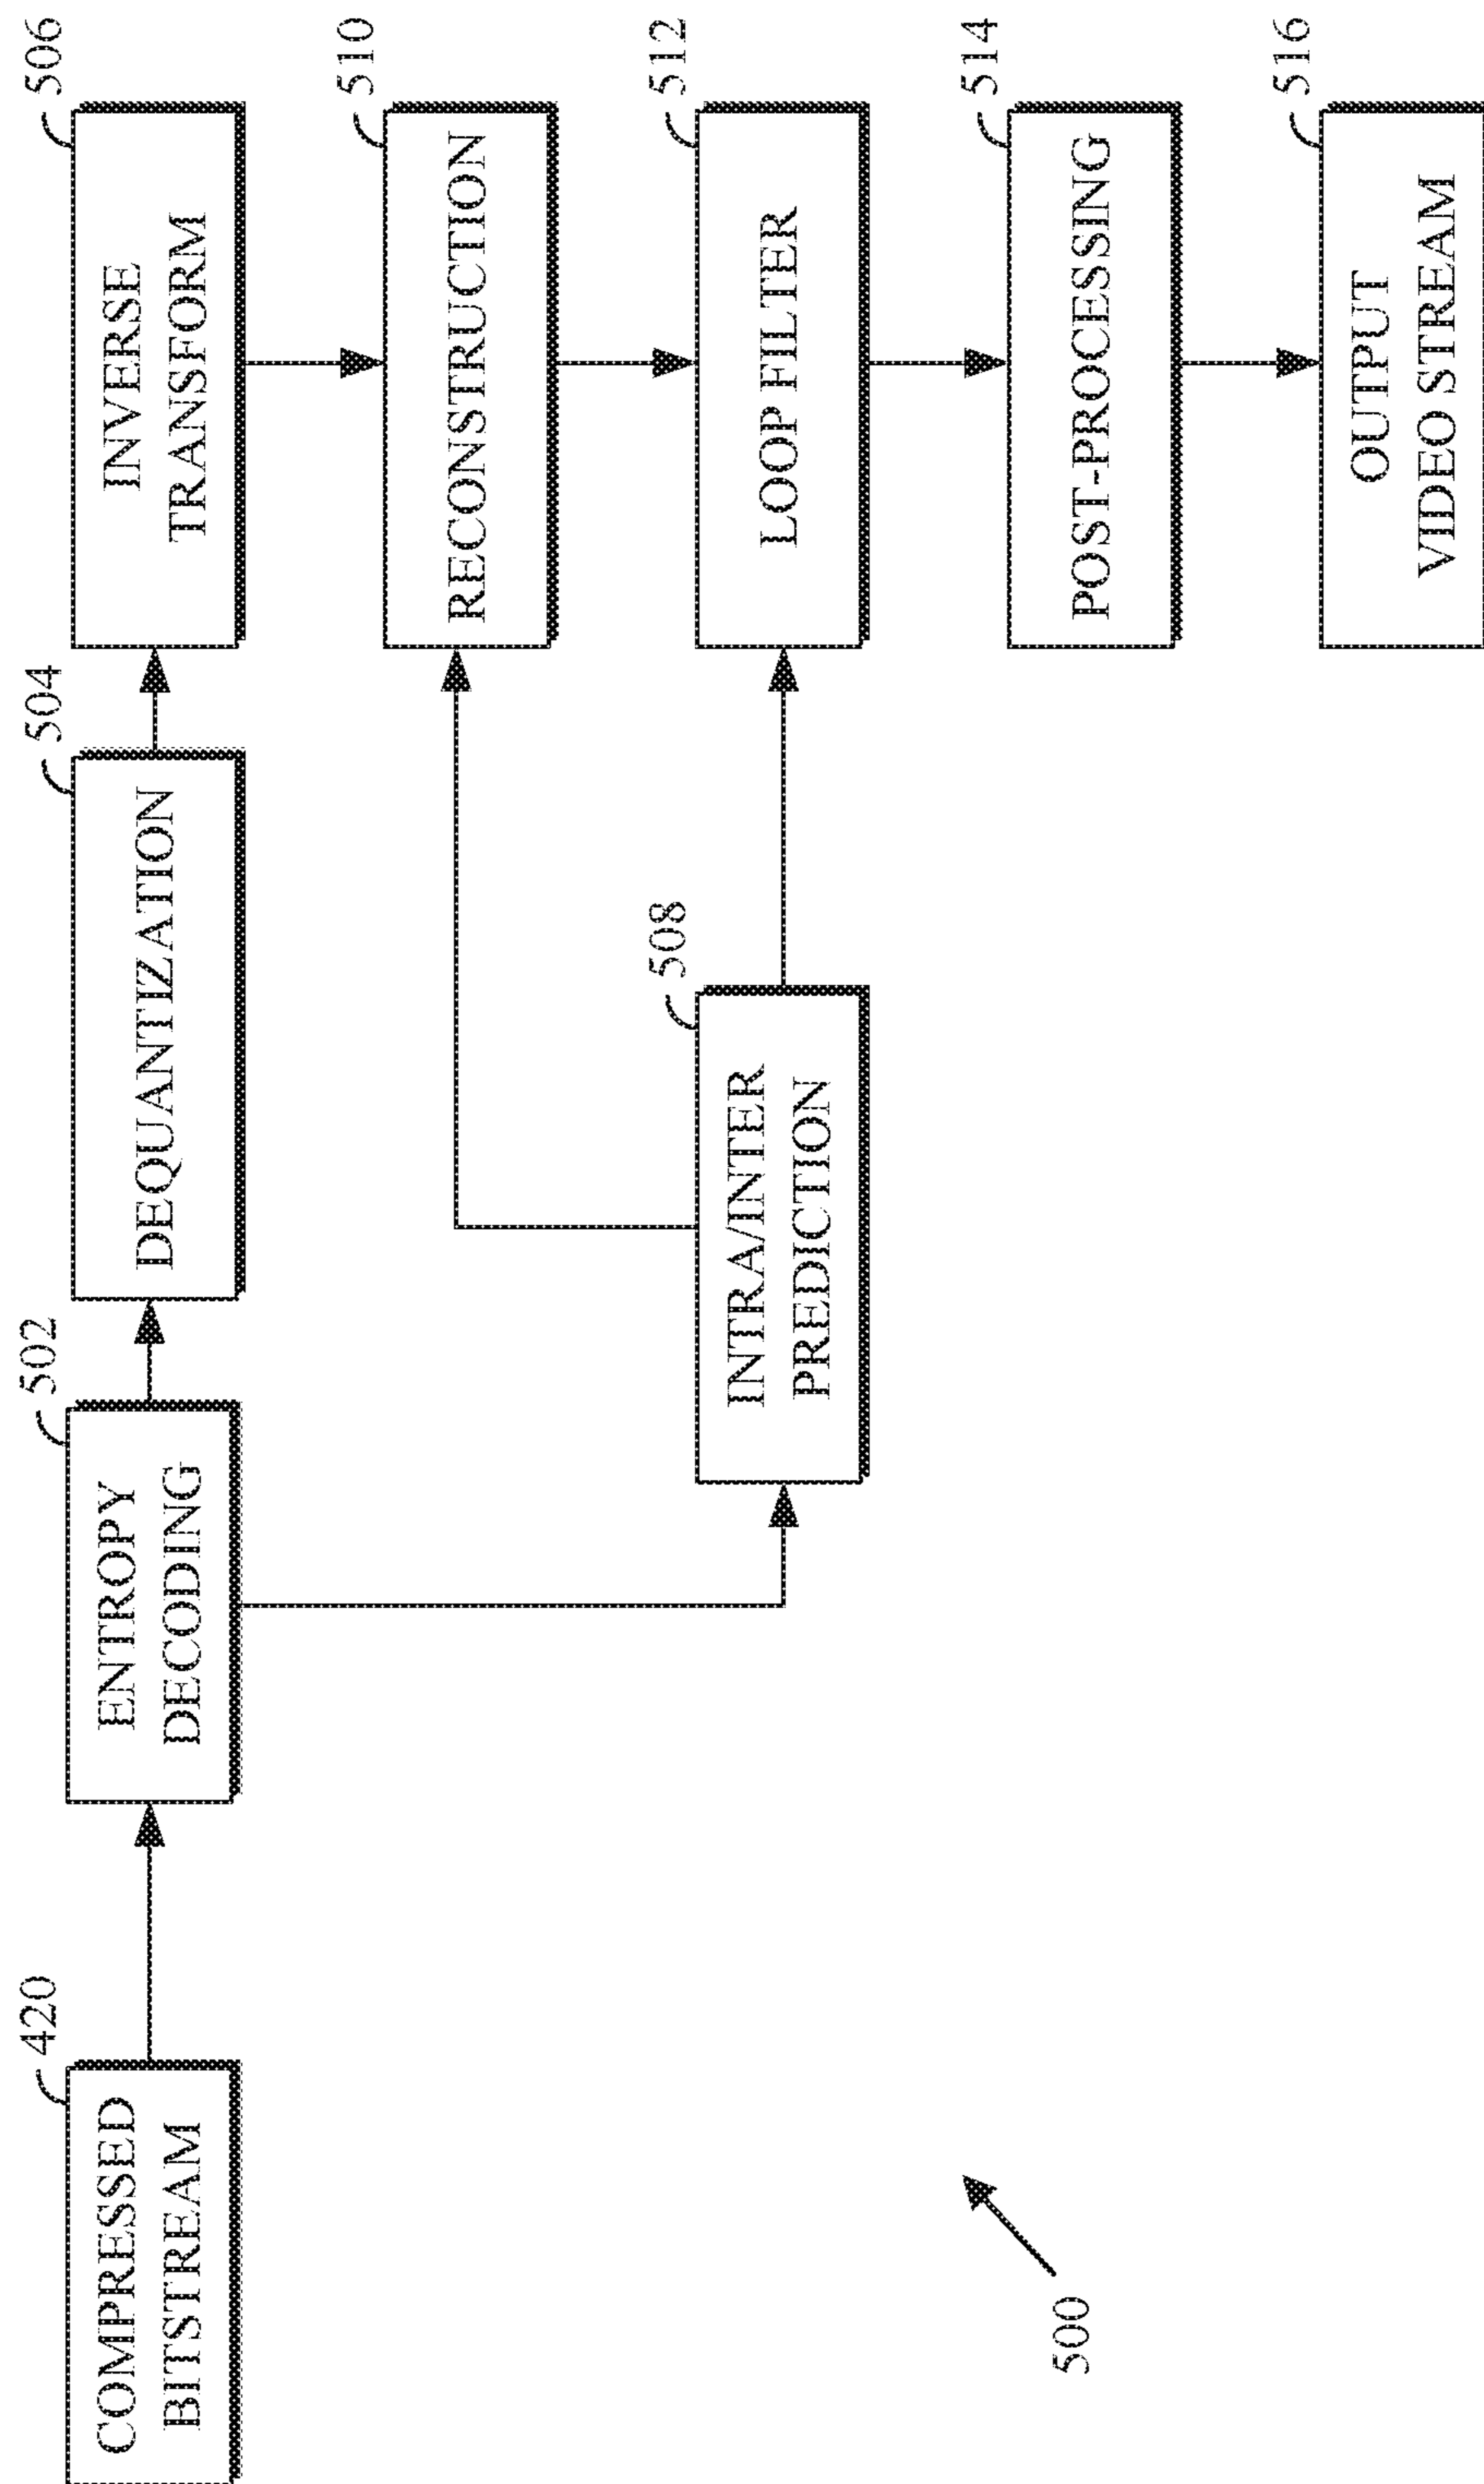 420
COMPRESSED
BITSTREAM
502
ENTROPY
DECODING
504
DEQUANTIZATION
506
INVERSE
TRANSFORM
510
RECONSTRUCTION
508
INTRA/INTER
PREDICTION
512
LOOP FILTER
514
POST-PROCESSING
516
OUTPUT
VIDEO STREAM
500